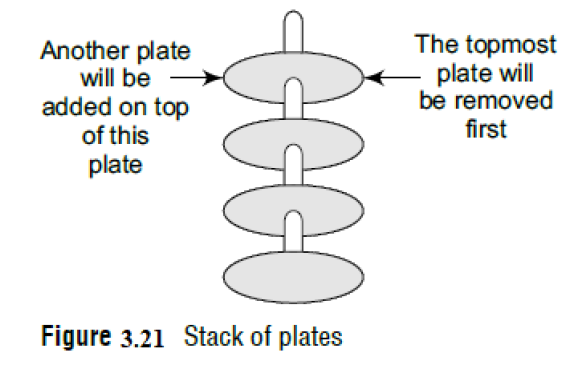 Another plate
will be
added on top
of this
plate
The topmost
plate will
be removed
first
Figure 3.21 Stack of plates